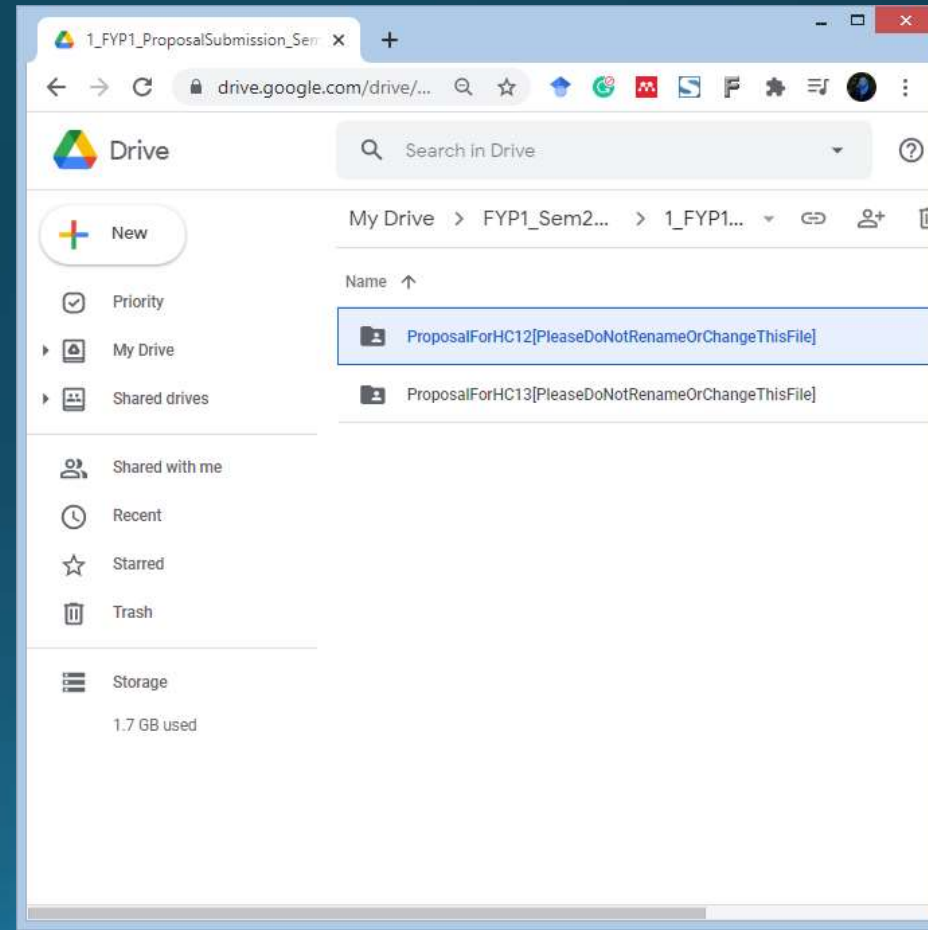 1_FYP1_ProposalSubmission_Sem
drive.google.com/drive/...
Drive
Search in Drive
New
My Drive > FYP1_Sem2... > 1_FYP1...
Name
Priority
ProposalForHC12[PleaseDoNotRenameOrChangeThisFile]
My Drive
ProposalForHC13[PleaseDoNotRenameOrChangeThisFile]
Shared drives
Shared with me
Recent
Starred
Trash
Storage
1.7 GB used